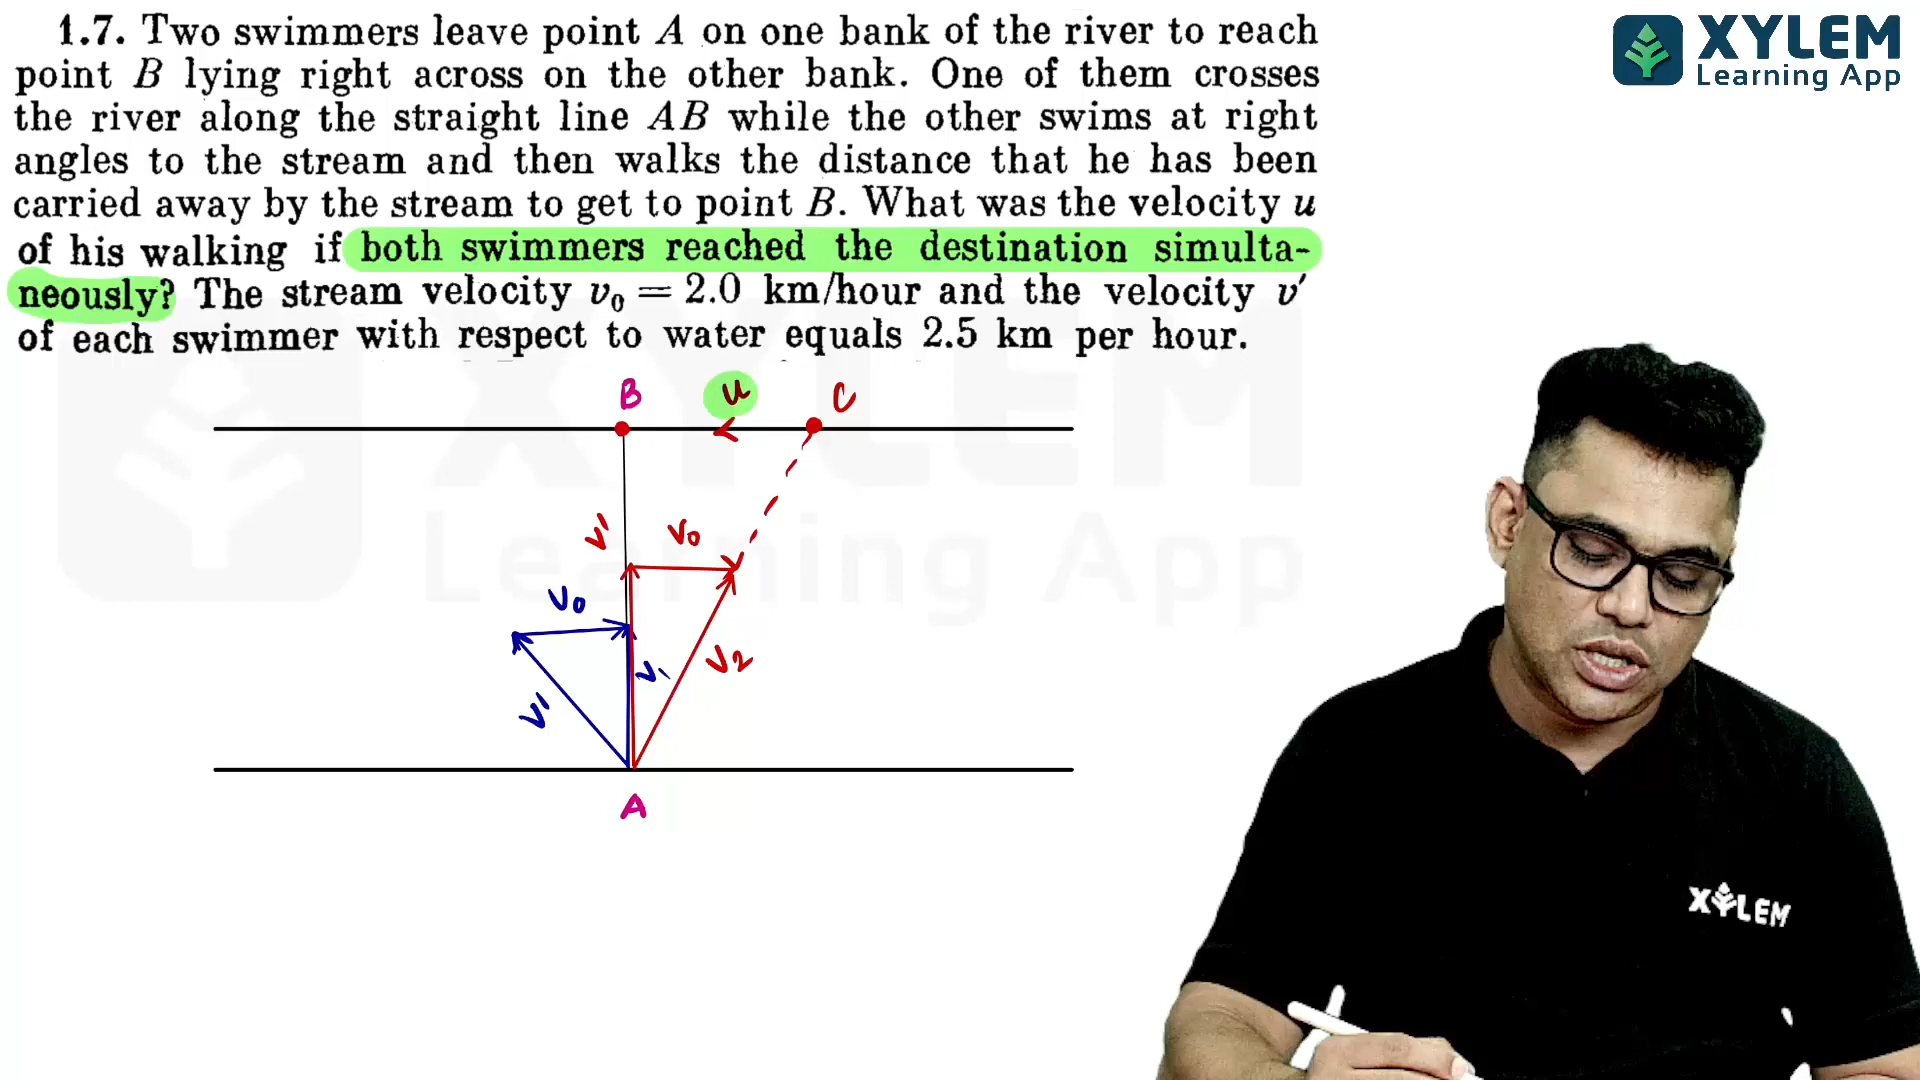 1.7. Two swimmers leave point A on one bank of the river to reach
point B lying right across on the other bank. One of them crosses
the river along the straight line AB while the other swims at right
angles to the stream and then walks the distance that he has been
carried away by the stream to get to point B. What was the velocity u
of his walking if both swimmers reached the destination simulta-
neously? The stream velocity v₀ = 2.0 km/hour and the velocity v′
of each swimmer with respect to water equals 2.5 km per hour.
XYLEM
Learning App
B
u
C
v'
v₀
v₀
v₁
v₂
v'
A
XYLEM
XYLEM
Learning App